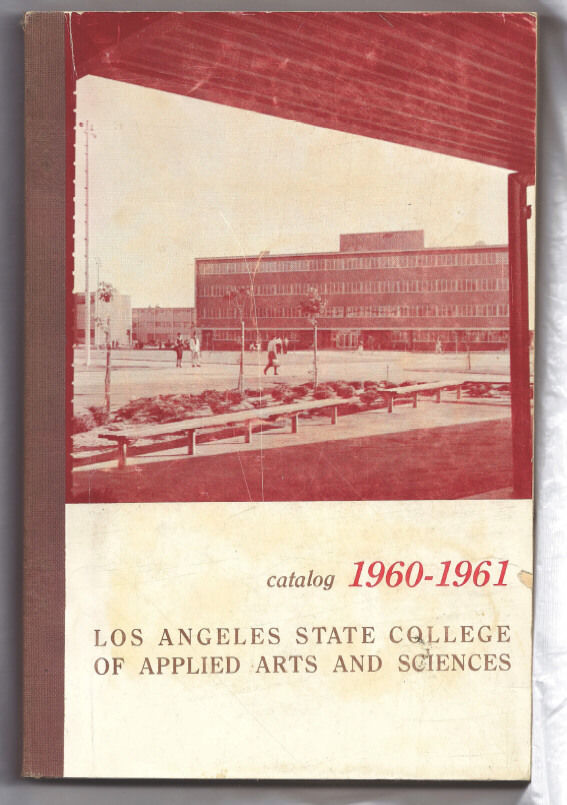 catalog 1960-1961
LOS ANGELES STATE COLLEGE
OF APPLIED ARTS AND SCIENCES